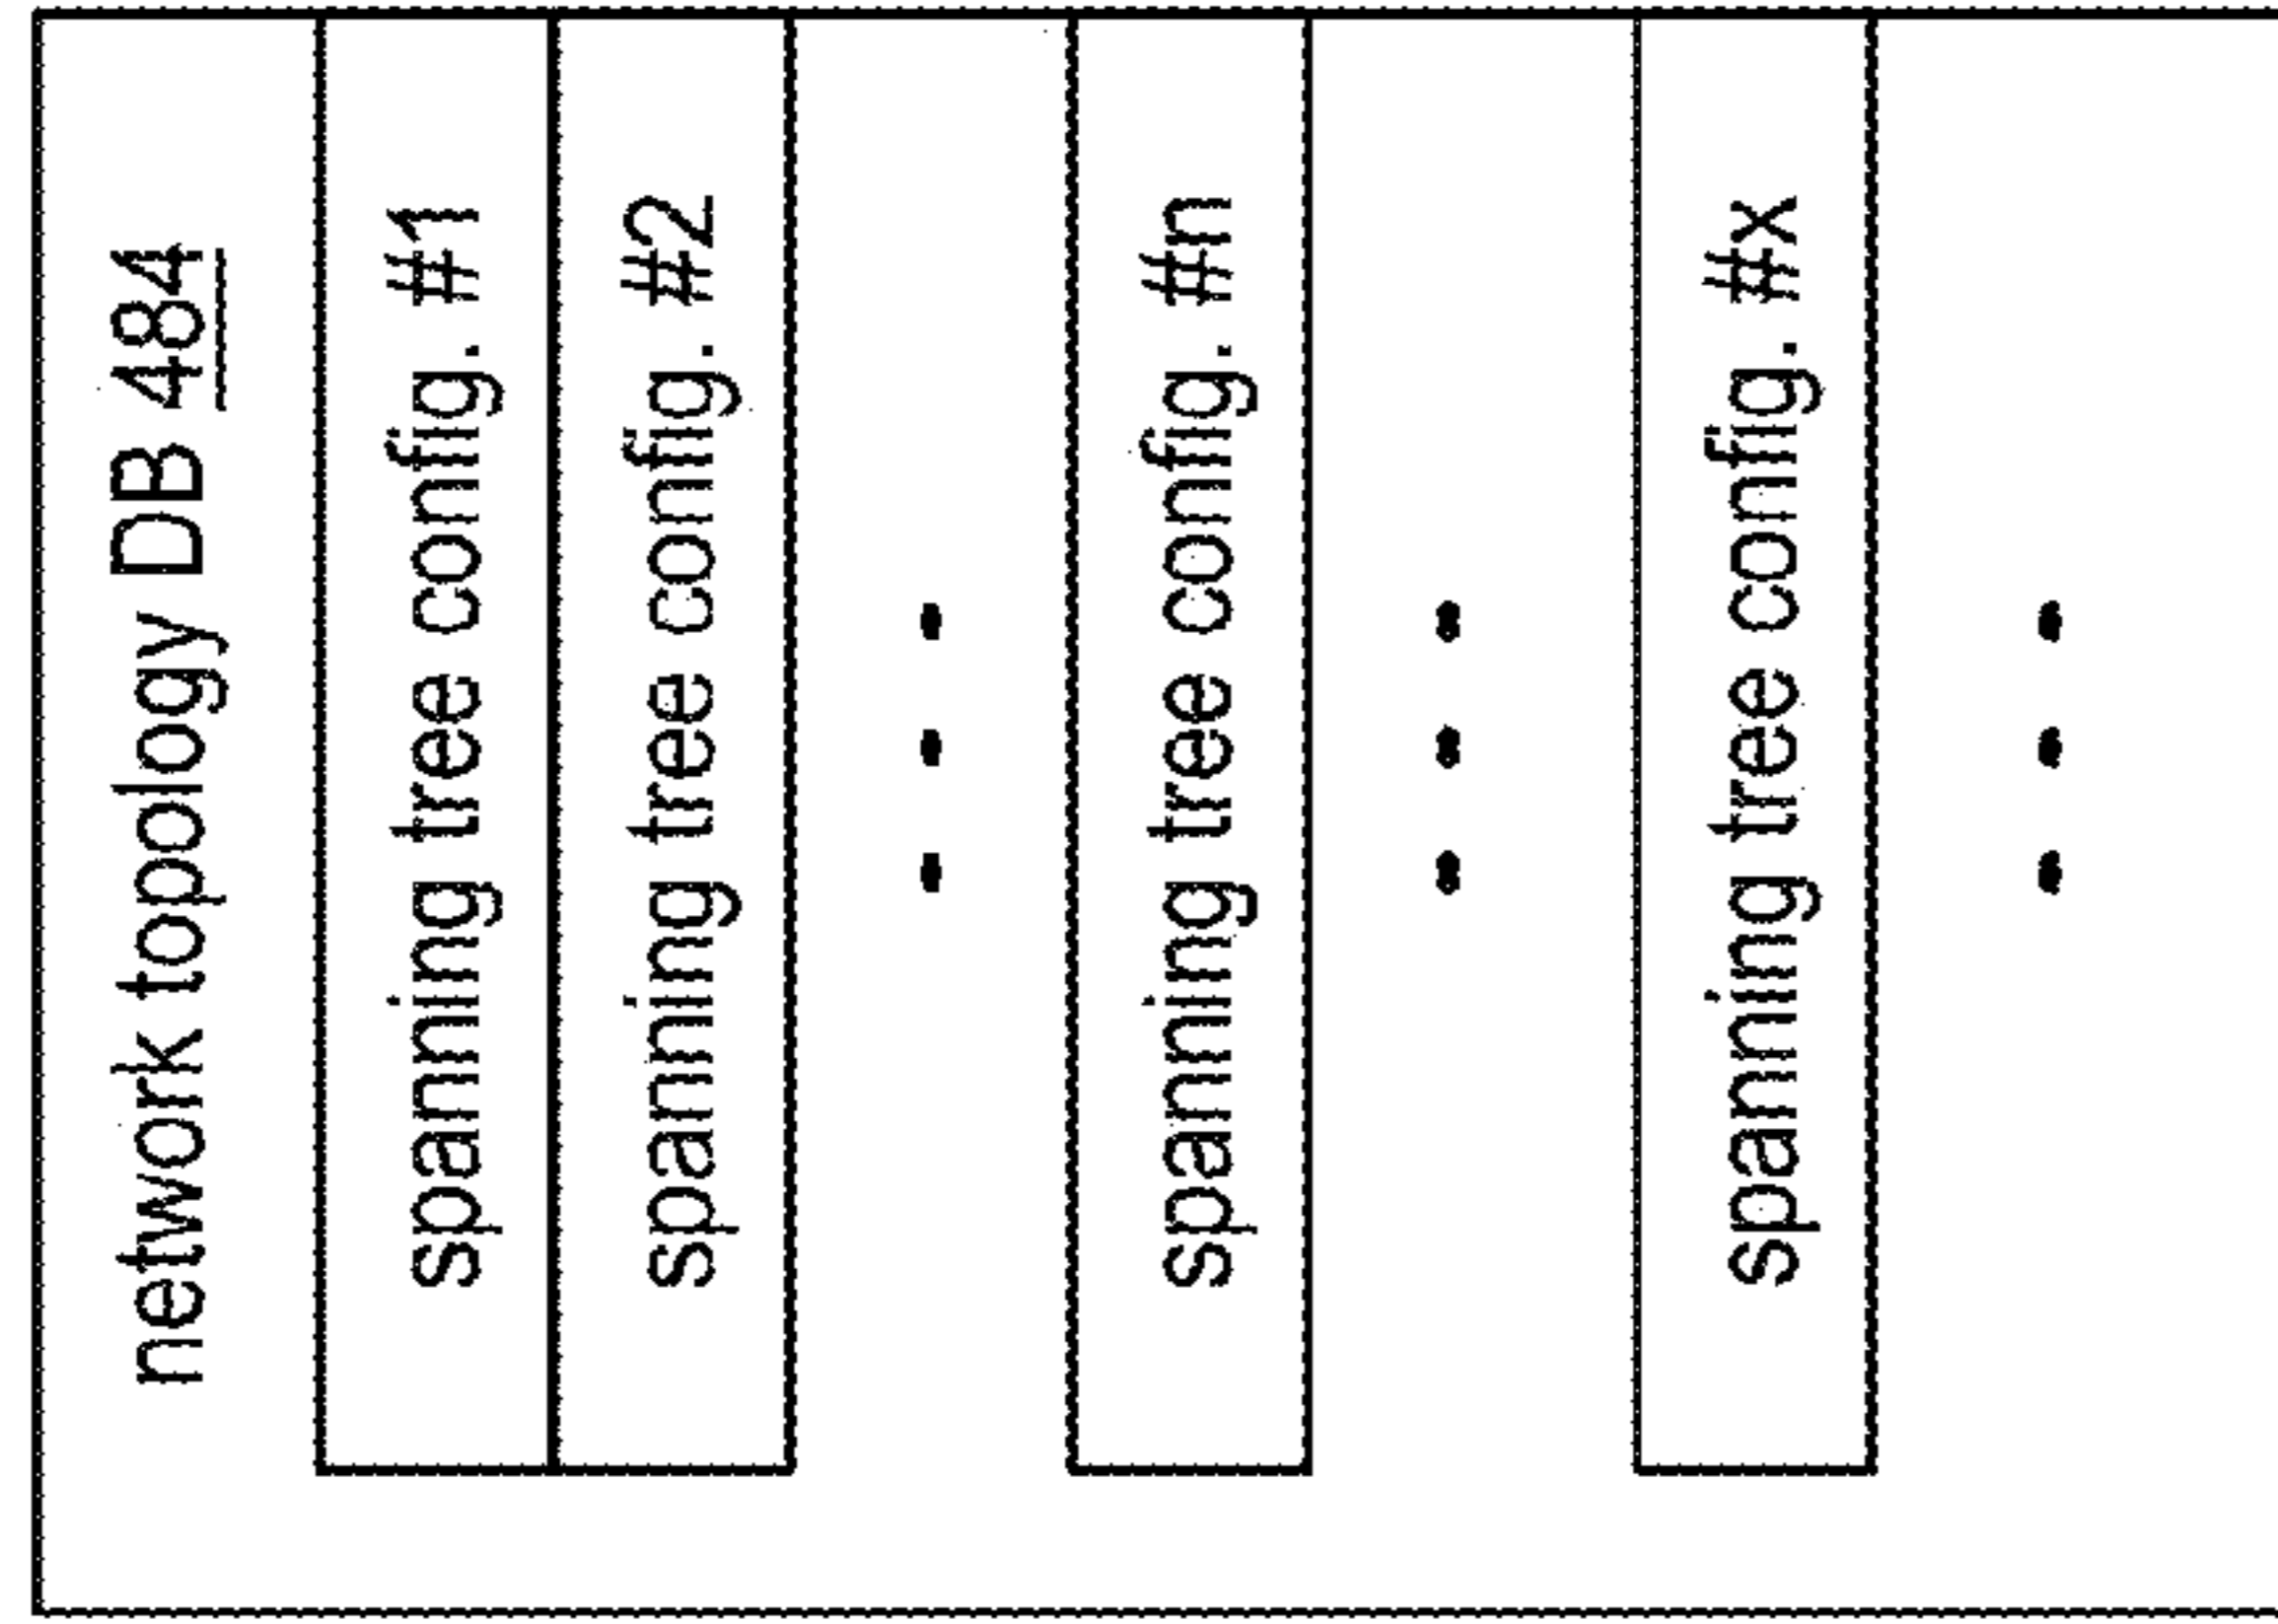 network topology DB 484
spanning tree config. #1
spanning tree config. #2
spanning tree config. #n
spanning tree config. #x